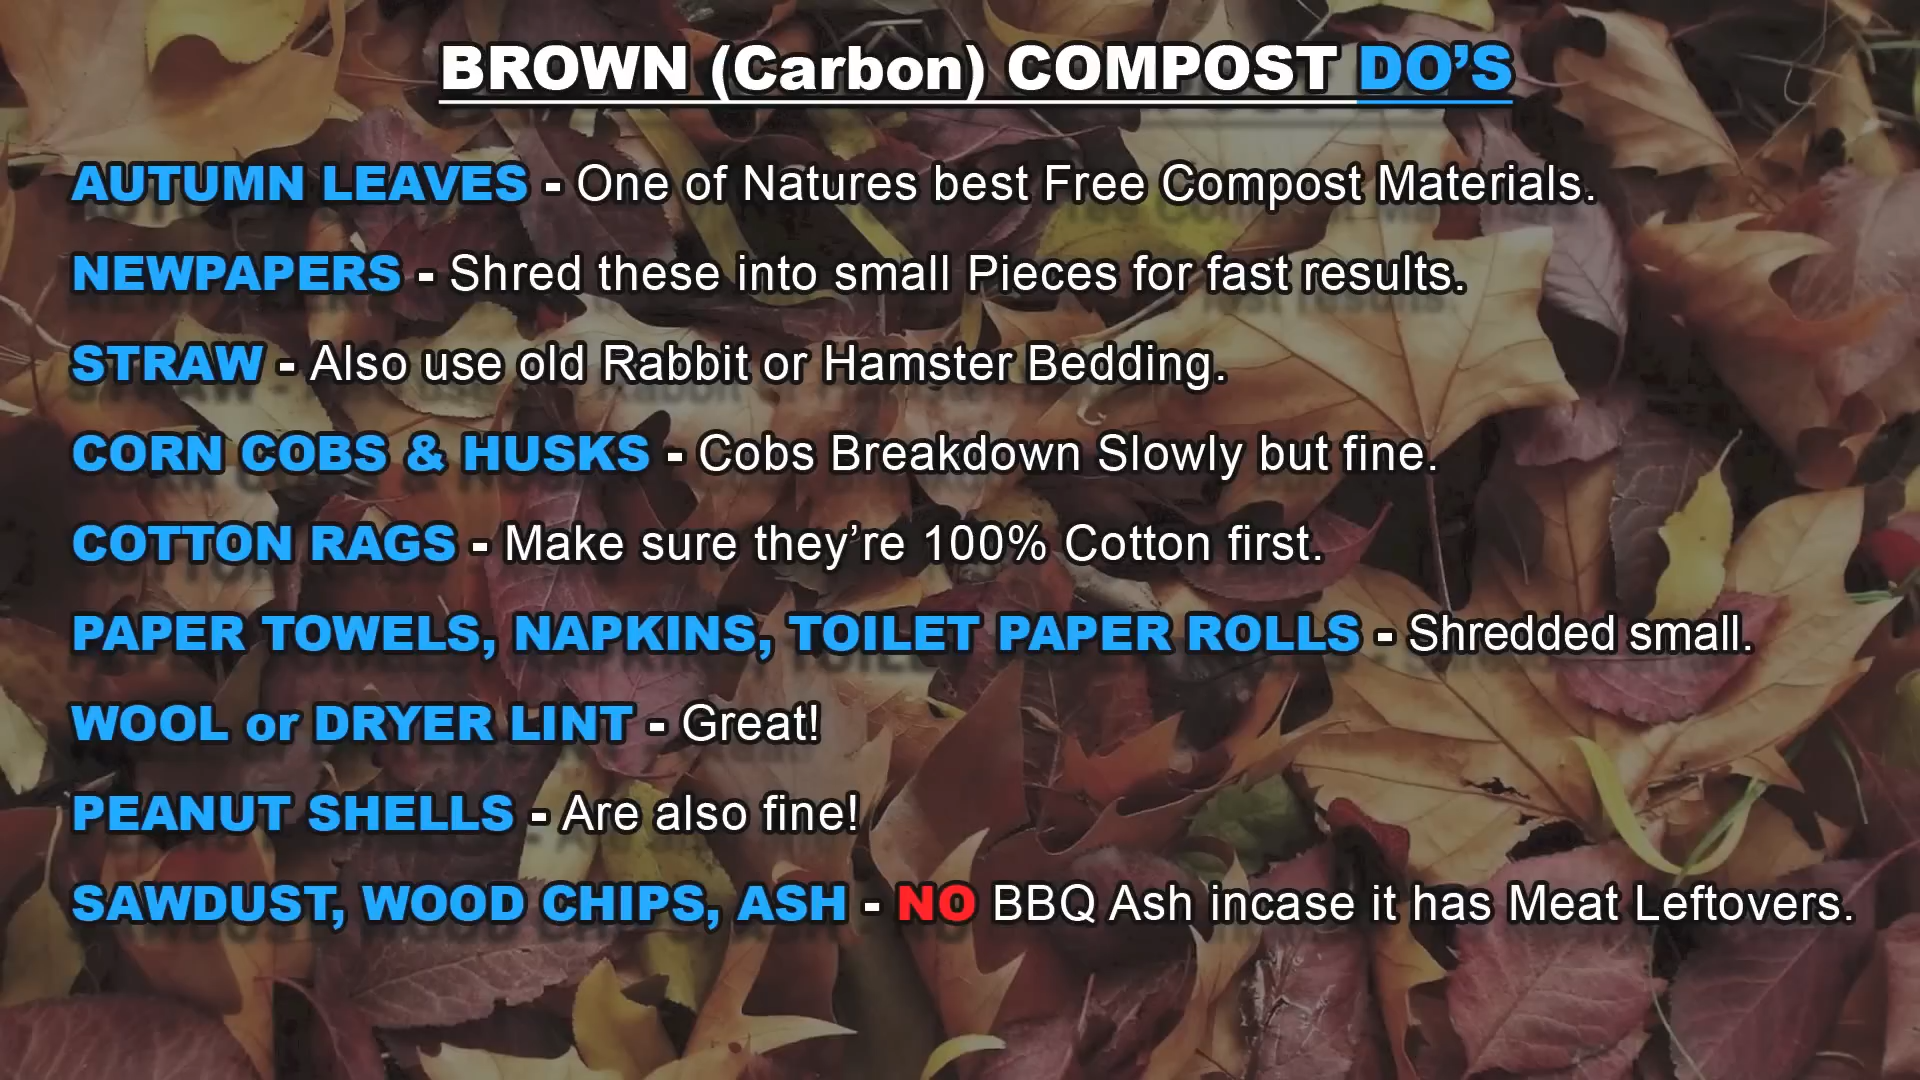 BROWN (Carbon) COMPOST DO’S
AUTUMN LEAVES - One of Natures best Free Compost Materials.
NEWPAPERS - Shred these into small Pieces for fast results.
STRAW - Also use old Rabbit or Hamster Bedding.
CORN COBS & HUSKS - Cobs Breakdown Slowly but fine.
COTTON RAGS - Make sure they’re 100% Cotton first.
PAPER TOWELS, NAPKINS, TOILET PAPER ROLLS - Shredded small.
WOOL or DRYER LINT - Great!
PEANUT SHELLS - Are also fine!
SAWDUST, WOOD CHIPS, ASH - NO BBQ Ash incase it has Meat Leftovers.